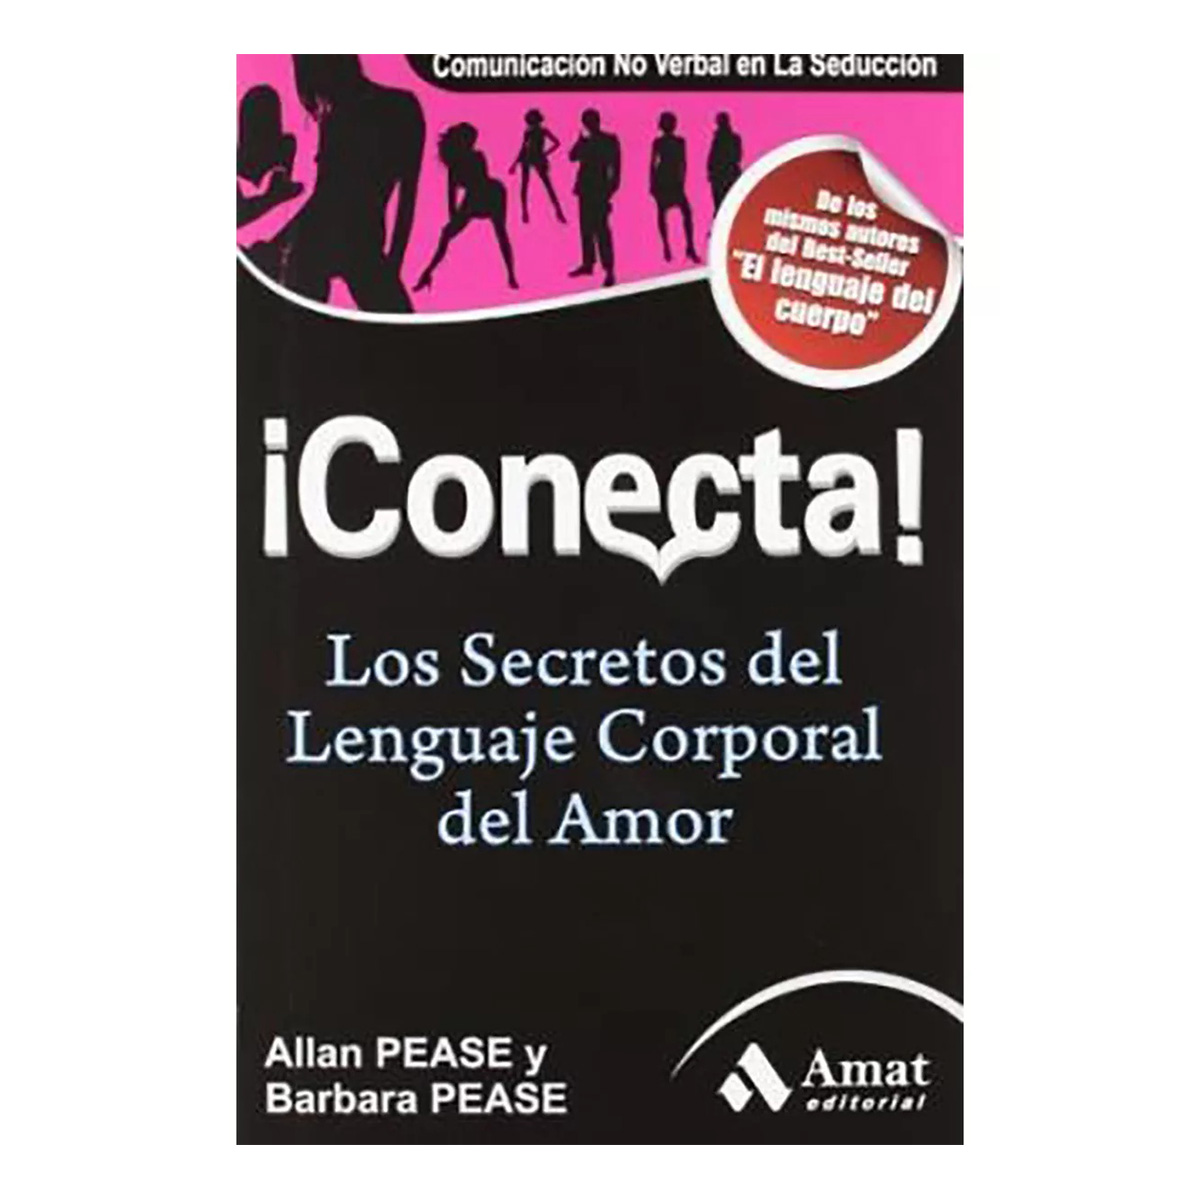 Comunicación No Verbal en La Seducción
De los
mismos autores
del Best-Seller
"El lenguaje del
cuerpo"
¡Conecta!
Los Secretos del
Lenguaje Corporal
del Amor
Allan PEASE y
Barbara PEASE
Amat
editorial